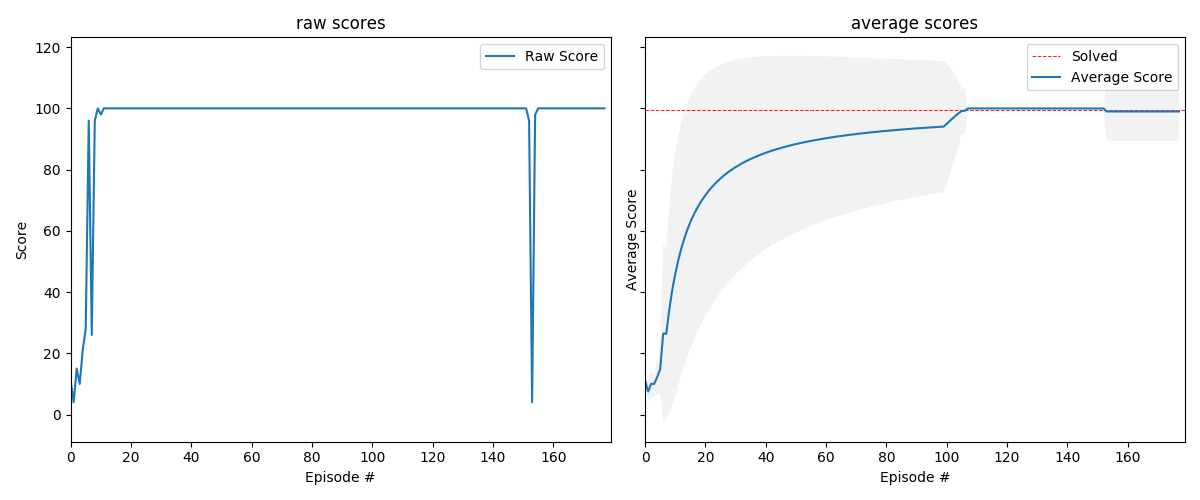 raw scores
Score
120
100
80
60
40
20
0
Raw Score
0 20 40 60 80 100 120 140 160
Episode #
average scores
Average Score
Solved
Average Score
0 20 40 60 80 100 120 140 160
Episode #